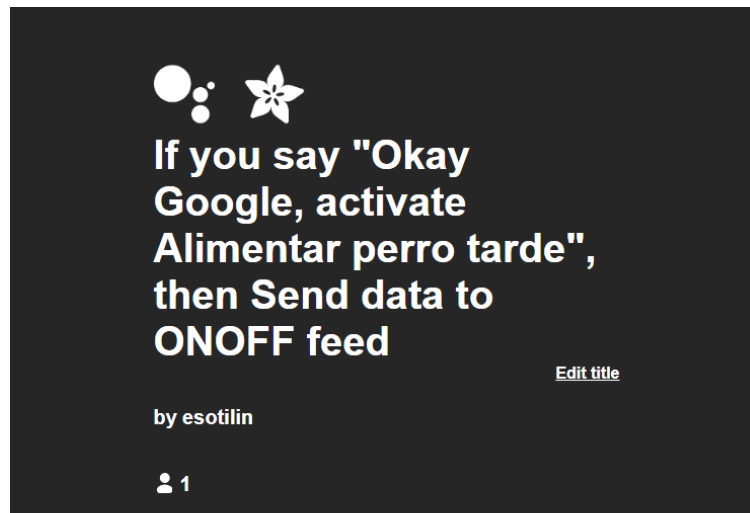 If you say "Okay
Google, activate
Alimentar perro tarde",
then Send data to
ONOFF feed
Edit title
by esotilin
1